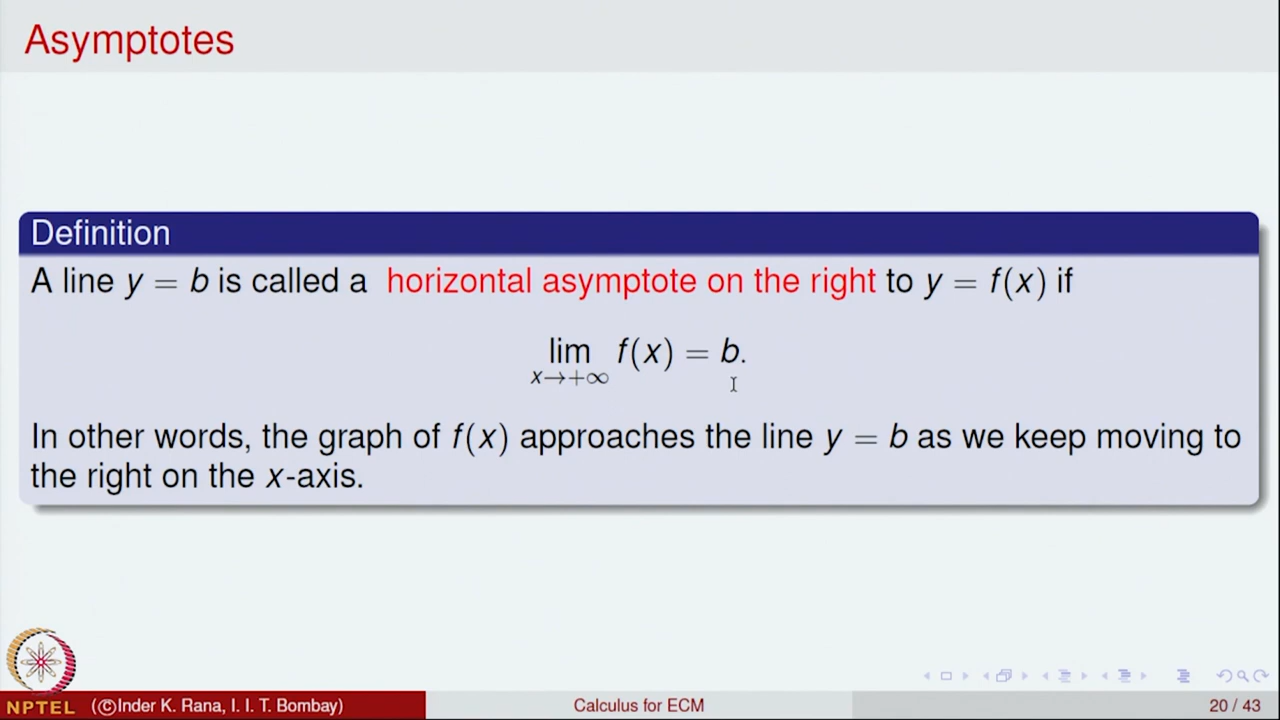 Asymptotes
Definition
A line y = b is called a horizontal asymptote on the right to y = f(x) if
lim f(x) = b.
x→+∞
In other words, the graph of f(x) approaches the line y = b as we keep moving to
the right on the x-axis.
NPTEL (©Inder K. Rana, I. I. T. Bombay) Calculus for ECM 20 / 43